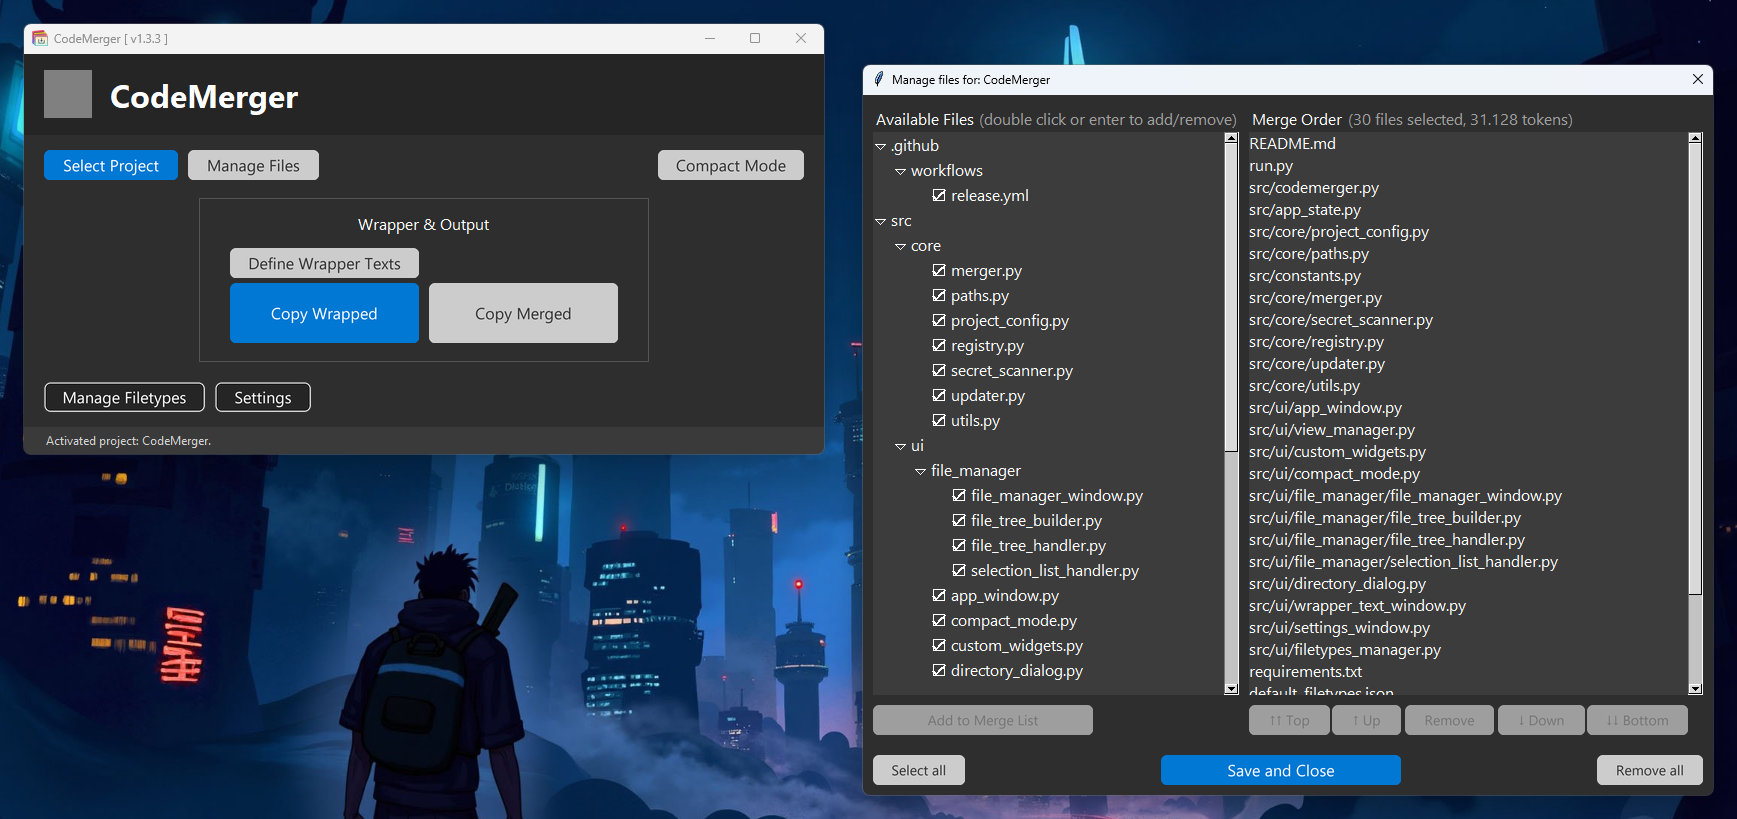 CodeMerger [ v1.3.3 ]
CodeMerger
Select Project
Manage Files
Compact Mode
Wrapper & Output
Define Wrapper Texts
Copy Wrapped
Copy Merged
Manage Filetypes
Settings
Activated project: CodeMerger.
Manage files for: CodeMerger
Available Files (double click or enter to add/remove)
.github
workflows
release.yml
src
core
merger.py
paths.py
project_config.py
registry.py
secret_scanner.py
updater.py
utils.py
ui
file_manager
file_manager_window.py
file_tree_builder.py
file_tree_handler.py
selection_list_handler.py
app_window.py
compact_mode.py
custom_widgets.py
directory_dialog.py
Add to Merge List
Merge Order (30 files selected, 31.128 tokens)
README.md
run.py
src/codemerger.py
src/app_state.py
src/core/project_config.py
src/core/paths.py
src/constants.py
src/core/merger.py
src/core/secret_scanner.py
src/core/registry.py
src/core/updater.py
src/core/utils.py
src/ui/app_window.py
src/ui/view_manager.py
src/ui/custom_widgets.py
src/ui/compact_mode.py
src/ui/file_manager/file_manager_window.py
src/ui/file_manager/file_tree_builder.py
src/ui/file_manager/file_tree_handler.py
src/ui/file_manager/selection_list_handler.py
src/ui/directory_dialog.py
src/ui/wrapper_text_window.py
src/ui/settings_window.py
src/ui/filetypes_manager.py
requirements.txt
default_filetypes.json
↑↑ Top
↑ Up
Remove
↓ Down
↓↓ Bottom
Select all
Save and Close
Remove all